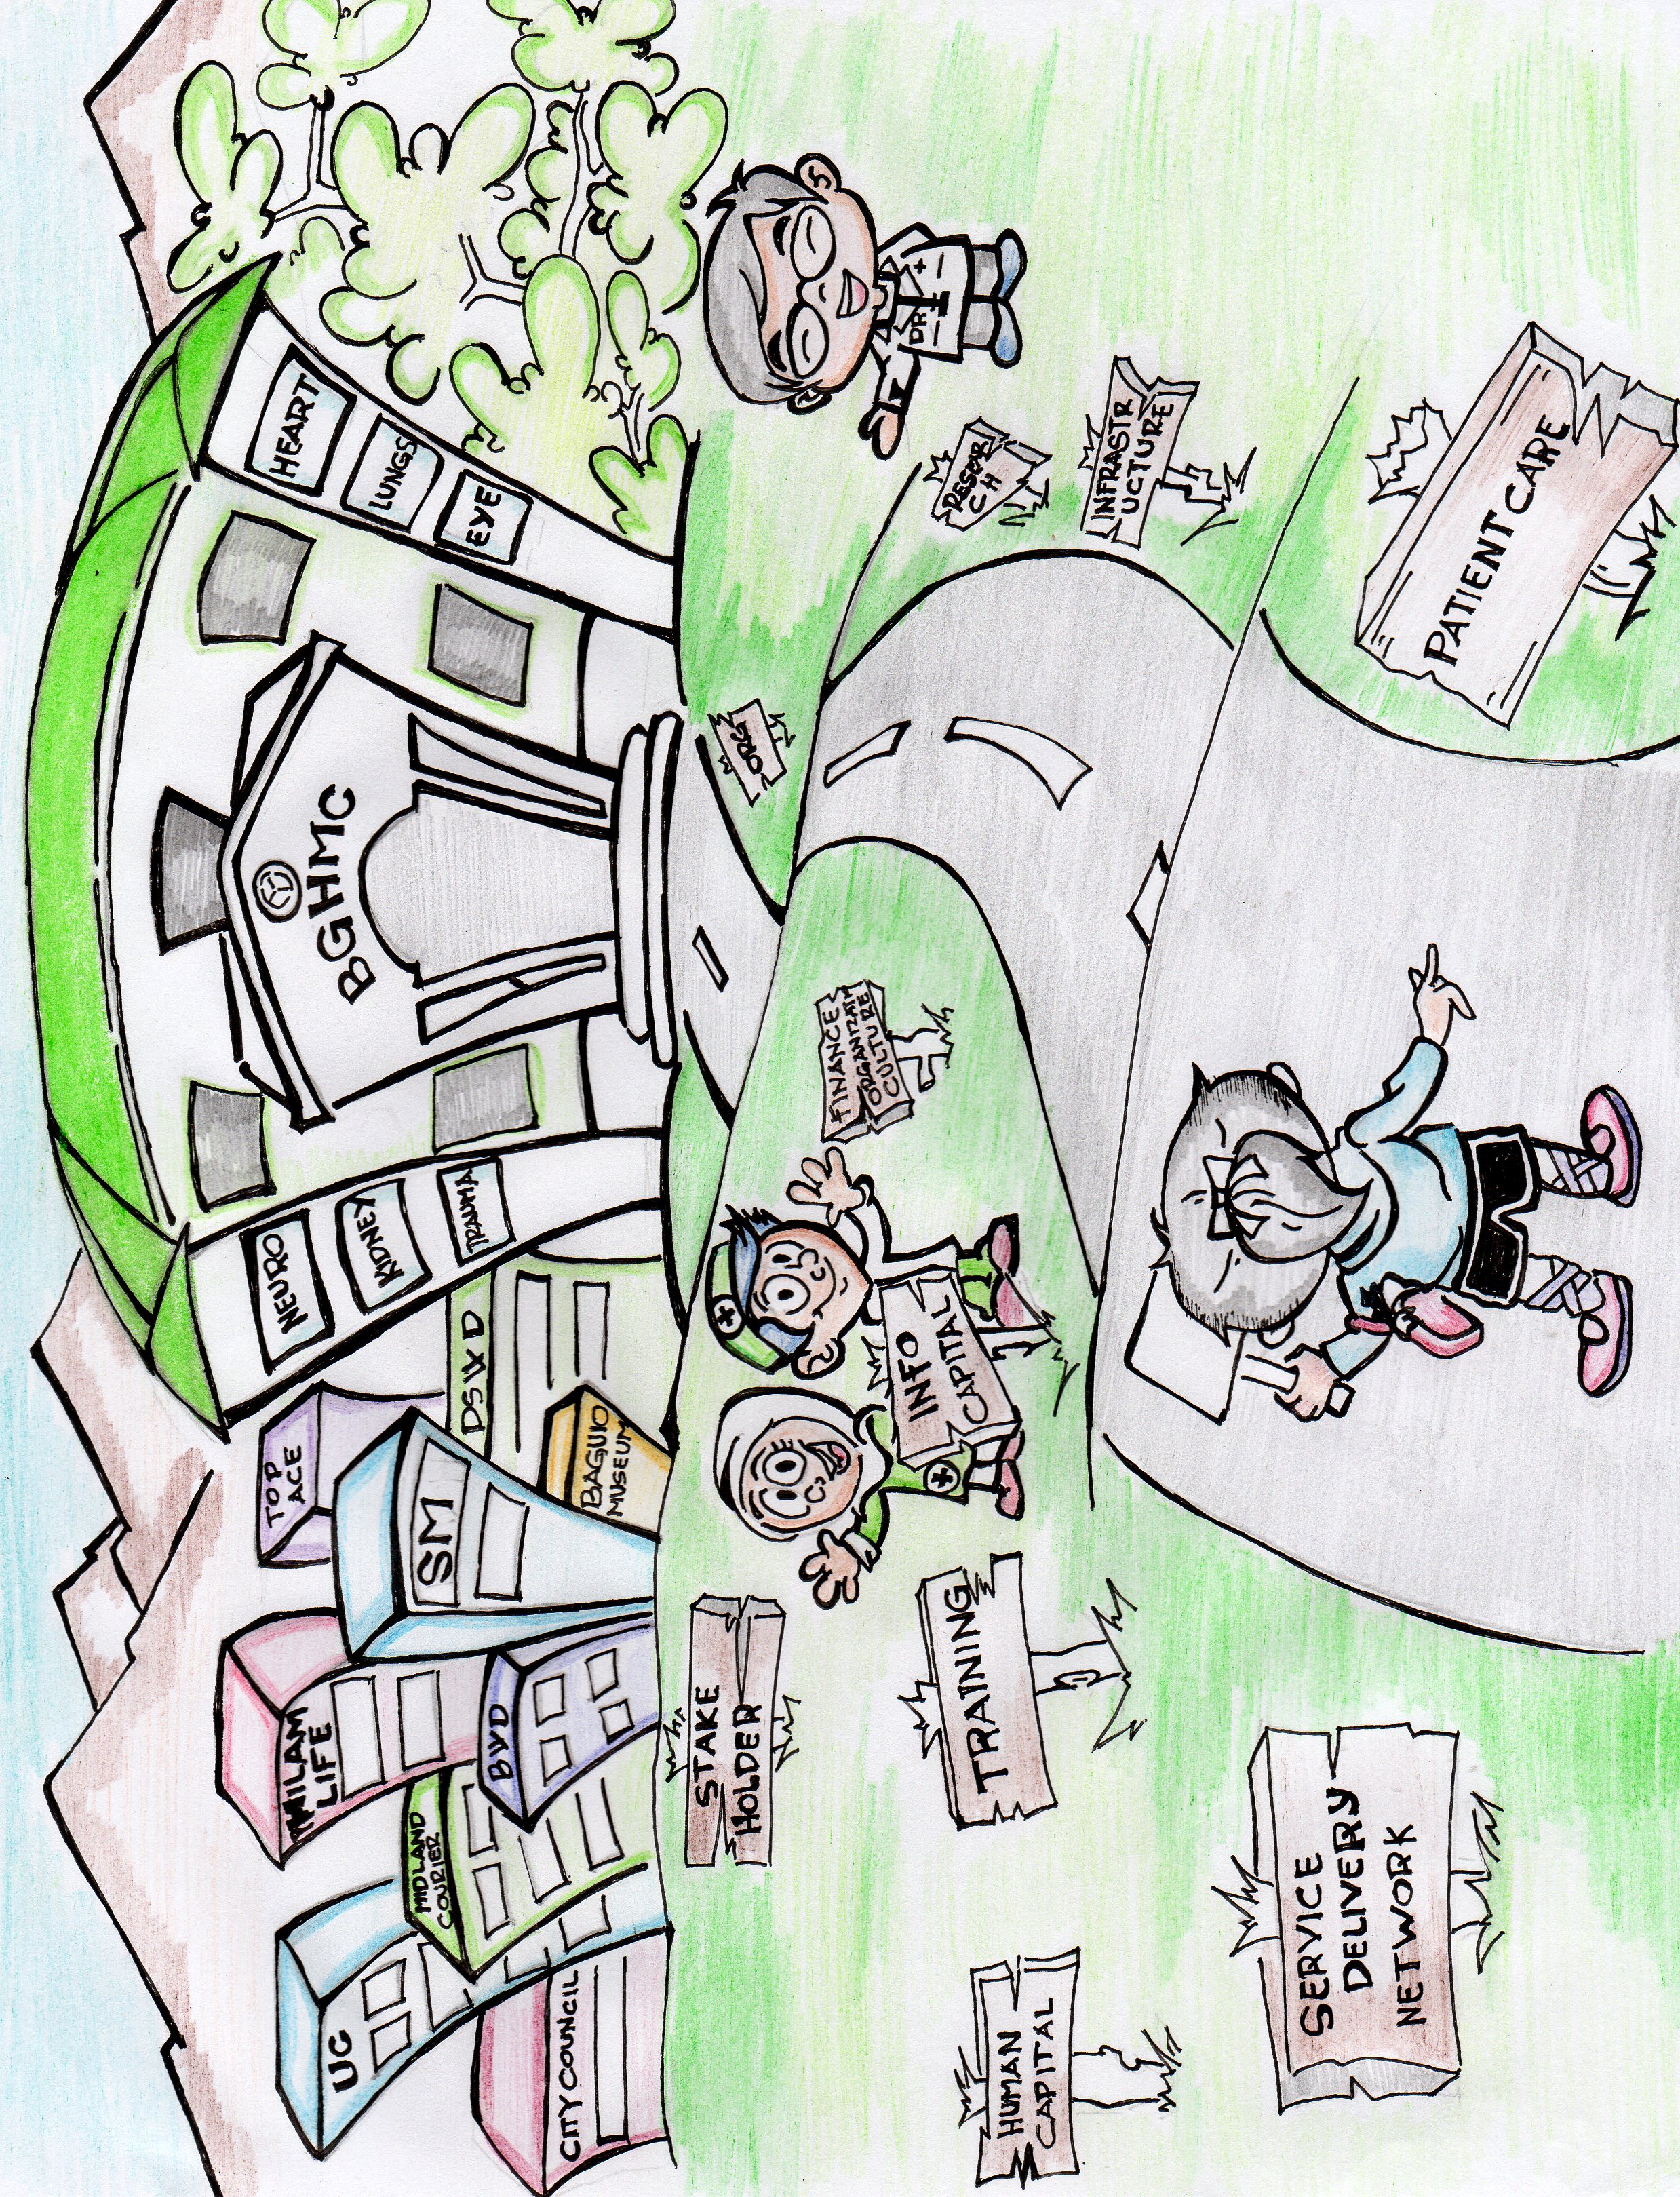 UC
MILAM
LIFE
TOP
ACE
MIDLAND
COURIER
SM
DSWD
BWD
CITY COUNCIL
BAGUIO
MUSEUM
NEURO
KIDNEY
TRAUMA
BGHMC
HEART
LUNGS
EYE
STAKE
HOLDER
ORG
FINANCE
ORGANIZATN
CULTURE
INFO
CAPITAL
TRAINING
HUMAN
CAPITAL
DR.
RESEAR
CH
INFRASTR
UCTURE
SERVICE
DELIVERY
NETWORK
PATIENT CARE